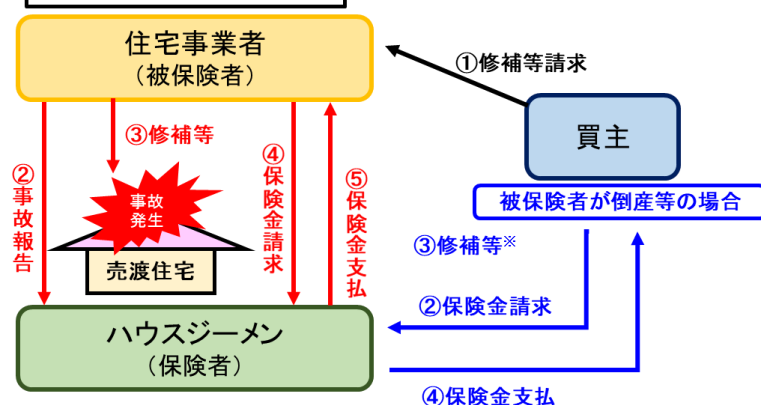 住宅事業者
（被保険者）
①修補等請求
買主
③修補等
②事故報告
④保険金請求
⑤保険金支払
事故
発生
売渡住宅
被保険者が倒産等の場合
③修補等※
②保険金請求
ハウスジーメン
（保険者）
④保険金支払